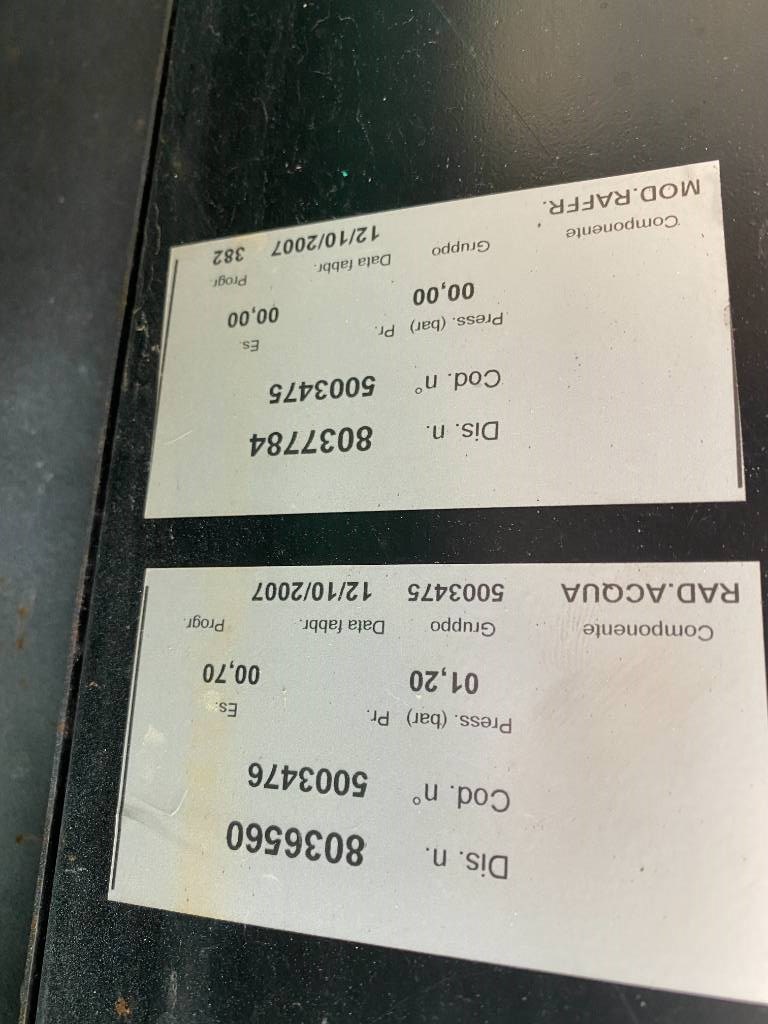 Dis. n. 8036560
Cod. n° 5003476
Press. (bar) Pr. Es.
01,20 00,70
Componente Gruppo Data fabbr. Progr.
RAD.ACQUA 5003475 12/10/2007
Dis. n. 8037784
Cod. n° 5003475
Press. (bar) Pr. Es.
00,00 00,00
Componente Gruppo Data fabbr. Progr.
MOD.RAFFR. 12/10/2007 382